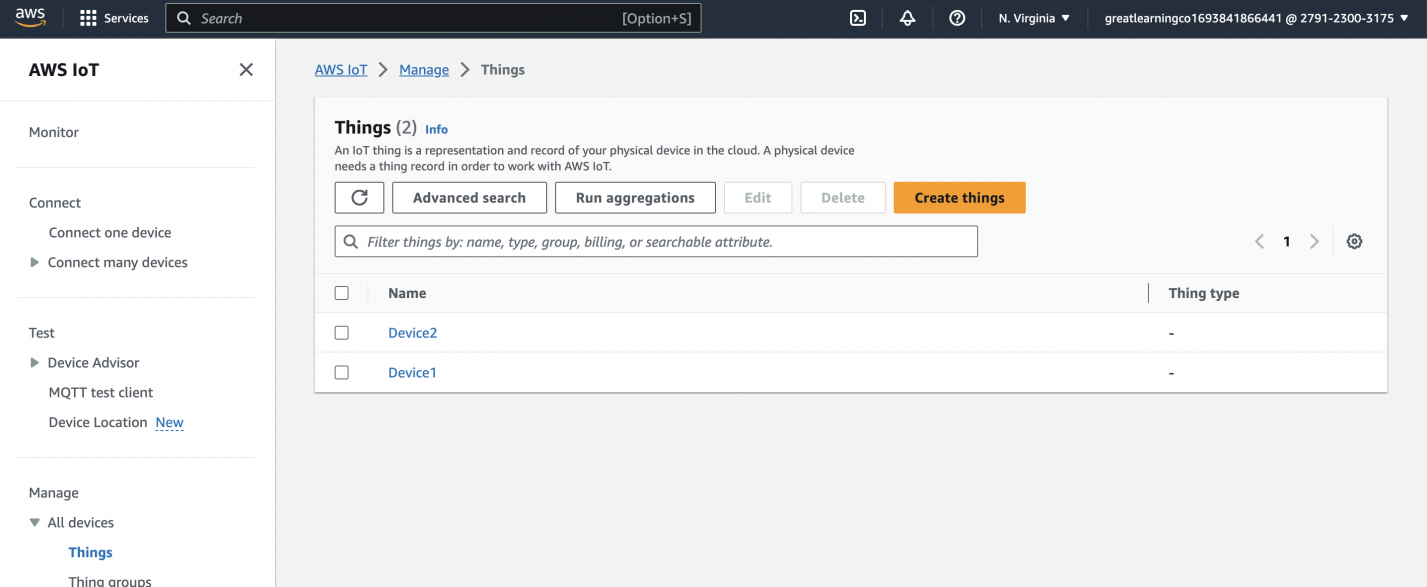 aws
Services
Search [Option+S]
N. Virginia
greatlearningco1693841866441 @ 2791-2300-3175
AWS IoT
Monitor
Connect
Connect one device
Connect many devices
Test
Device Advisor
MQTT test client
Device Location New
Manage
All devices
Things
Thing groups
AWS IoT > Manage > Things
Things (2) Info
An IoT thing is a representation and record of your physical device in the cloud. A physical device
needs a thing record in order to work with AWS IoT.
Advanced search Run aggregations Edit Delete Create things
Filter things by: name, type, group, billing, or searchable attribute.
1
Name Thing type
Device2 -
Device1 -